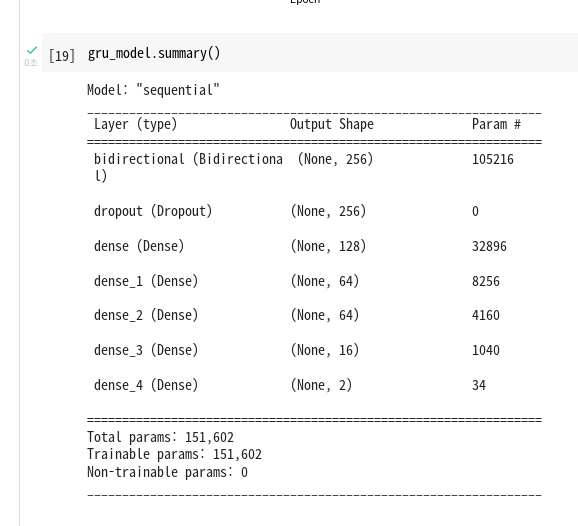 Epoch
[19] gru_model.summary()
0초
Model: "sequential"
Layer (type) Output Shape Param #
bidirectional (Bidirectiona (None, 256) 105216
l)
dropout (Dropout) (None, 256) 0
dense (Dense) (None, 128) 32896
dense_1 (Dense) (None, 64) 8256
dense_2 (Dense) (None, 64) 4160
dense_3 (Dense) (None, 16) 1040
dense_4 (Dense) (None, 2) 34
Total params: 151,602
Trainable params: 151,602
Non-trainable params: 0